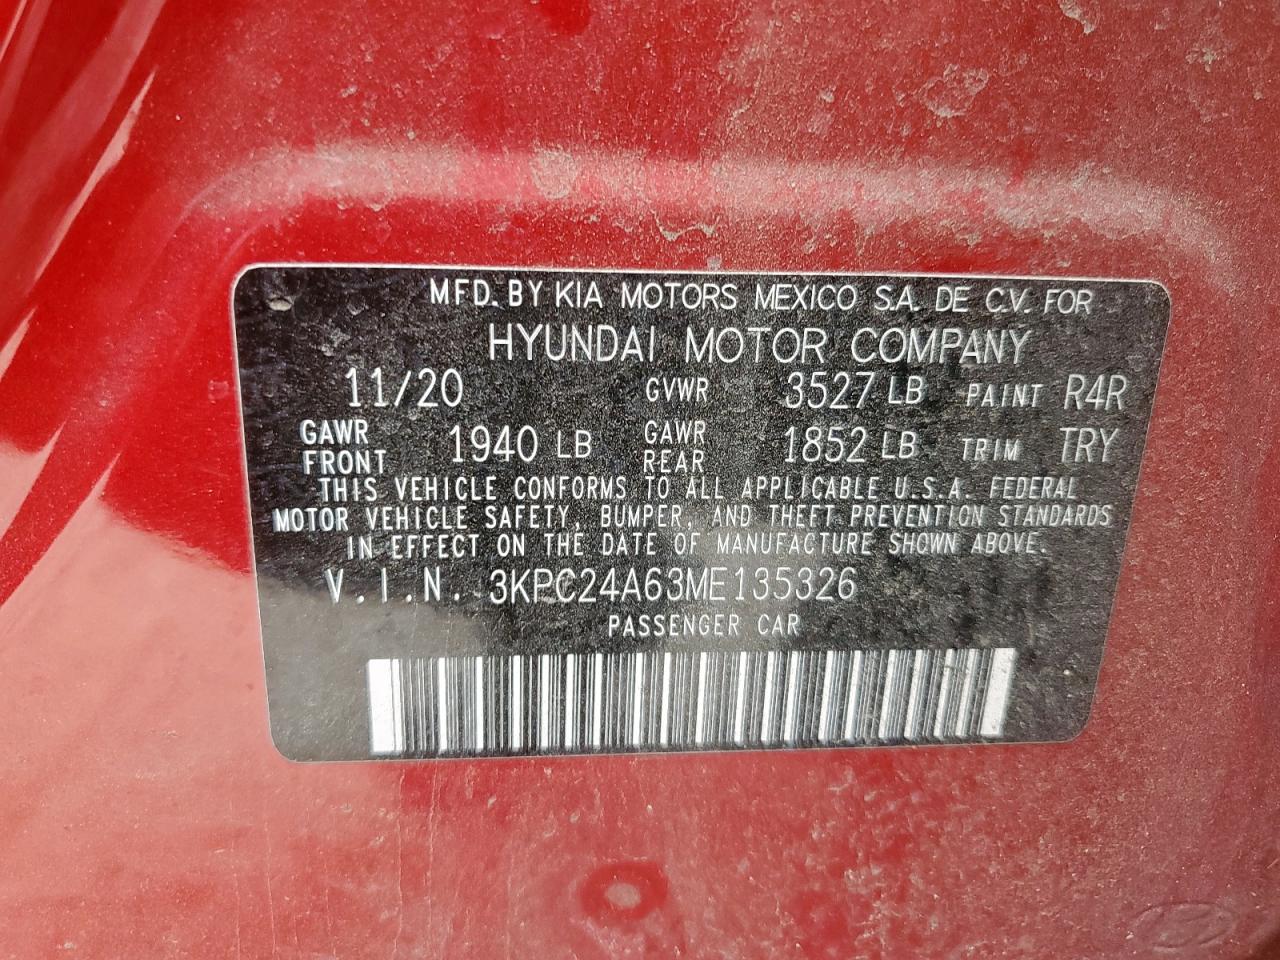 MFD. BY KIA MOTORS MEXICO S.A. DE C.V. FOR
HYUNDAI MOTOR COMPANY
11/20 GVWR 3527 LB PAINT R4R
GAWR FRONT 1940 LB GAWR REAR 1852 LB TRIM TRY
THIS VEHICLE CONFORMS TO ALL APPLICABLE U.S.A. FEDERAL
MOTOR VEHICLE SAFETY, BUMPER, AND THEFT PREVENTION STANDARDS
IN EFFECT ON THE DATE OF MANUFACTURE SHOWN ABOVE.
V.I.N. 3KPC24A63ME135326
PASSENGER CAR